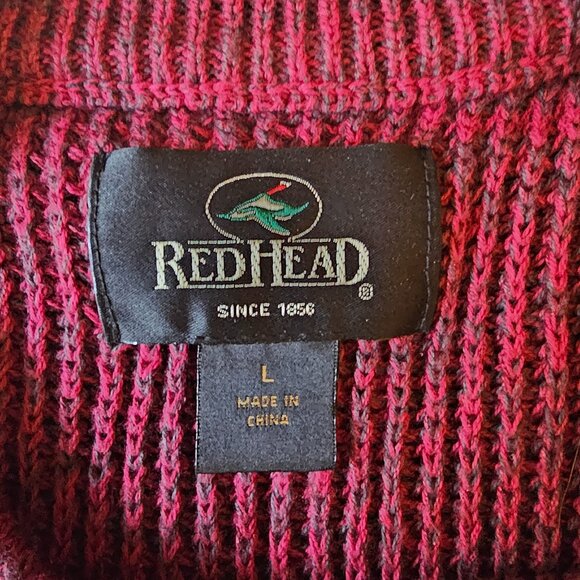 REDHEAD®
SINCE 1856
L
MADE IN
CHINA